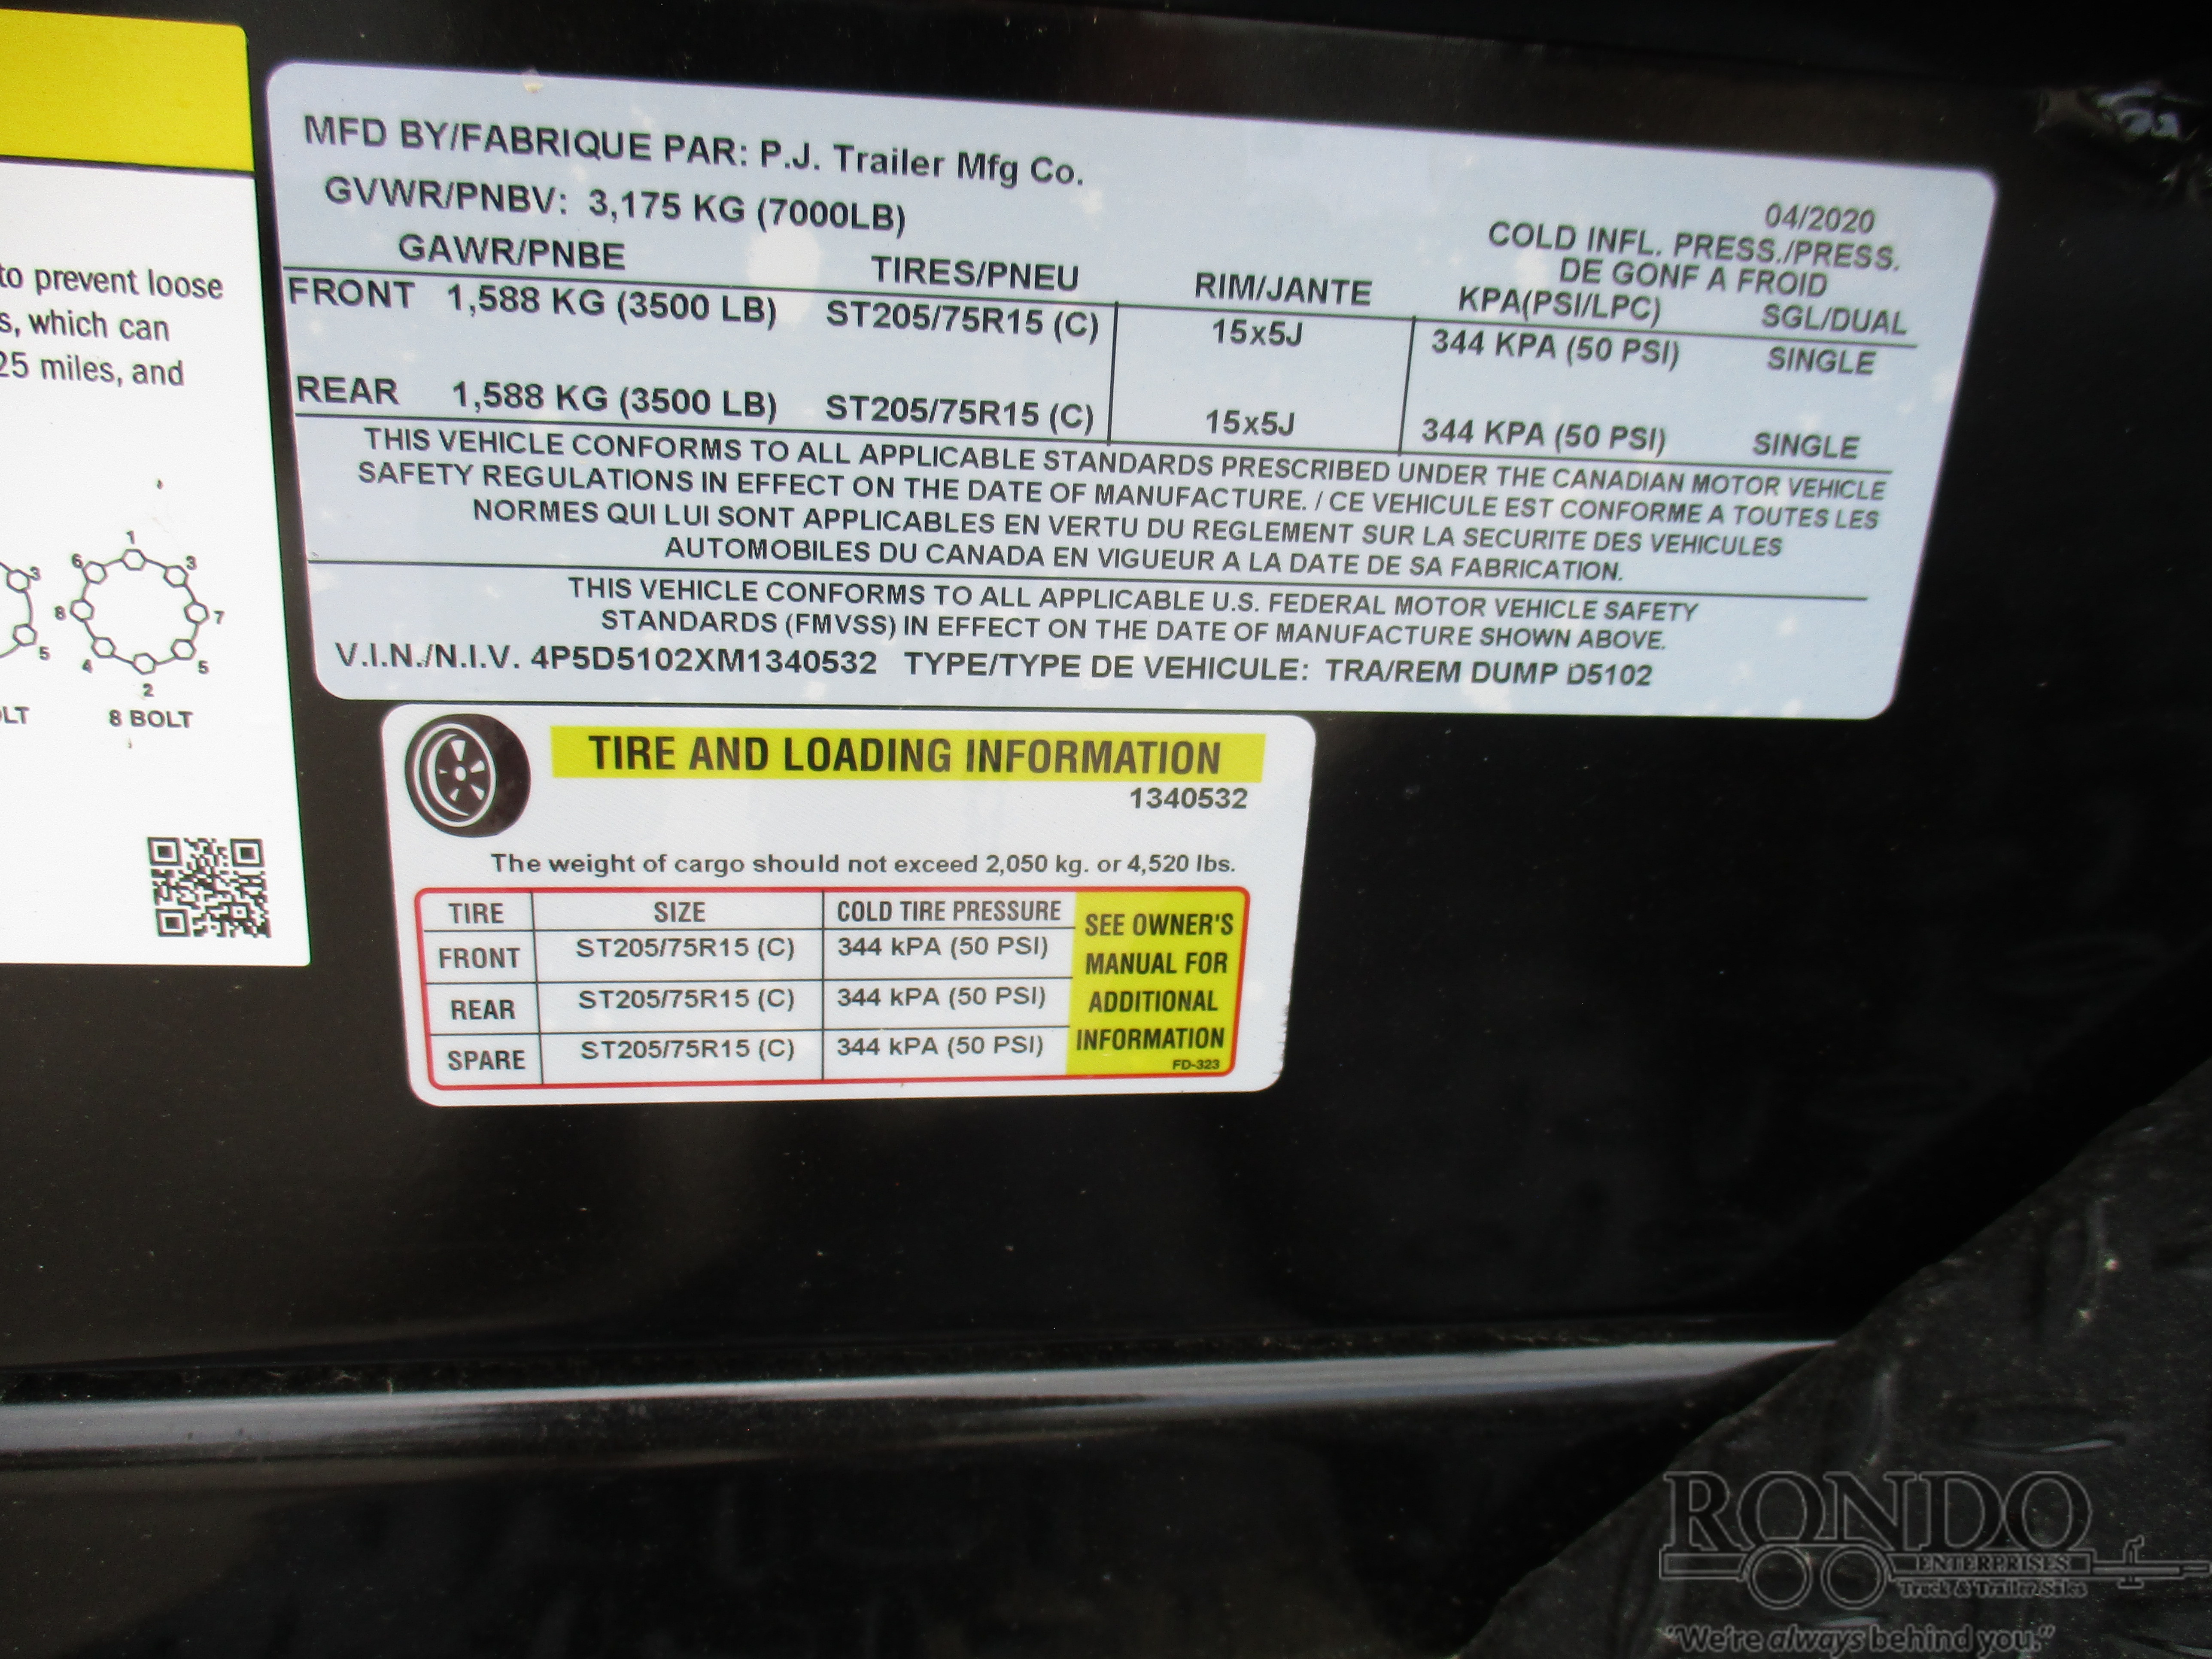 to prevent loose
s, which can
25 miles, and
3
5
LT
1
6
3
8
7
4
5
2
8 BOLT
MFD BY/FABRIQUE PAR: P.J. Trailer Mfg Co.
GVWR/PNBV: 3,175 KG (7000LB)
04/2020
COLD INFL. PRESS./PRESS.
DE GONF A FROID
GAWR/PNBE TIRES/PNEU RIM/JANTE KPA(PSI/LPC) SGL/DUAL
FRONT 1,588 KG (3500 LB) ST205/75R15 (C) 15x5J 344 KPA (50 PSI) SINGLE
REAR 1,588 KG (3500 LB) ST205/75R15 (C) 15x5J 344 KPA (50 PSI) SINGLE
THIS VEHICLE CONFORMS TO ALL APPLICABLE STANDARDS PRESCRIBED UNDER THE CANADIAN MOTOR VEHICLE
SAFETY REGULATIONS IN EFFECT ON THE DATE OF MANUFACTURE. / CE VEHICULE EST CONFORME A TOUTES LES
NORMES QUI LUI SONT APPLICABLES EN VERTU DU REGLEMENT SUR LA SECURITE DES VEHICULES
AUTOMOBILES DU CANADA EN VIGUEUR A LA DATE DE SA FABRICATION.
THIS VEHICLE CONFORMS TO ALL APPLICABLE U.S. FEDERAL MOTOR VEHICLE SAFETY
STANDARDS (FMVSS) IN EFFECT ON THE DATE OF MANUFACTURE SHOWN ABOVE.
V.I.N./N.I.V. 4P5D5102XM1340532 TYPE/TYPE DE VEHICULE: TRA/REM DUMP D5102
TIRE AND LOADING INFORMATION
1340532
The weight of cargo should not exceed 2,050 kg. or 4,520 lbs.
TIRE SIZE COLD TIRE PRESSURE
FRONT ST205/75R15 (C) 344 kPA (50 PSI)
REAR ST205/75R15 (C) 344 kPA (50 PSI)
SPARE ST205/75R15 (C) 344 kPA (50 PSI)
SEE OWNER'S
MANUAL FOR
ADDITIONAL
INFORMATION
FD-323
RONDO
ENTERPRISES
Truck & Trailer Sales
"We're always behind you."